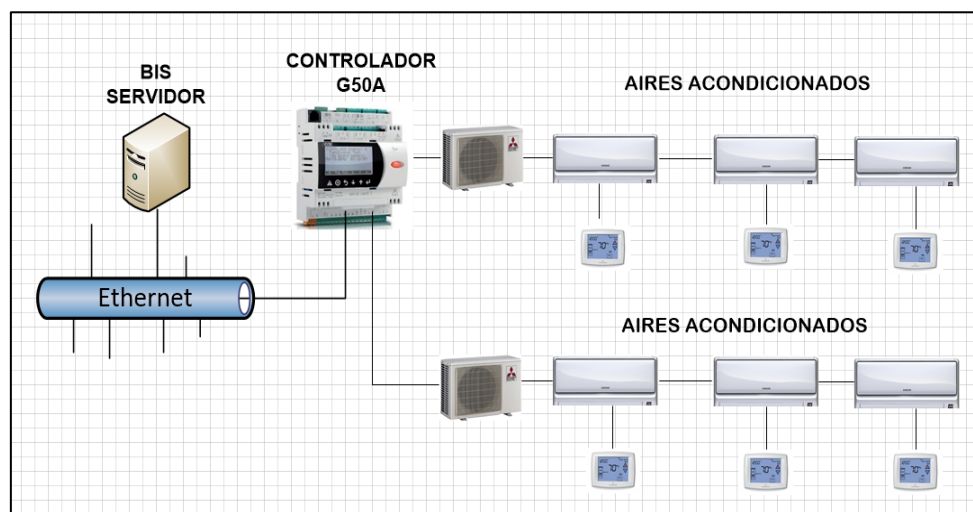 BIS
SERVIDOR
CONTROLADOR
G50A
AIRES ACONDICIONADOS
Ethernet
AIRES ACONDICIONADOS